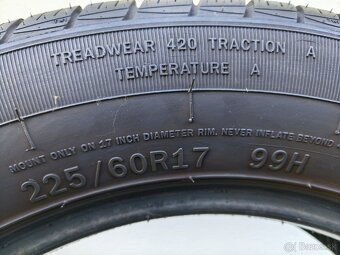 TREADWEAR 420 TRACTION A
TEMPERATURE A
MOUNT ONLY ON 17 INCH DIAMETER RIM. NEVER INFLATE BEYOND
225/60R17 99H